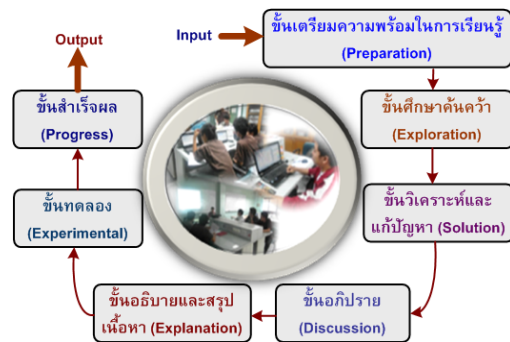 Input
ขั้นเตรียมความพร้อมในการเรียนรู้
(Preparation)
ขั้นศึกษาค้นคว้า
(Exploration)
ขั้นวิเคราะห์และ
แก้ปัญหา (Solution)
ขั้นอภิปราย
(Discussion)
ขั้นอธิบายและสรุป
เนื้อหา (Explanation)
ขั้นทดลอง
(Experimental)
ขั้นสำเร็จผล
(Progress)
Output